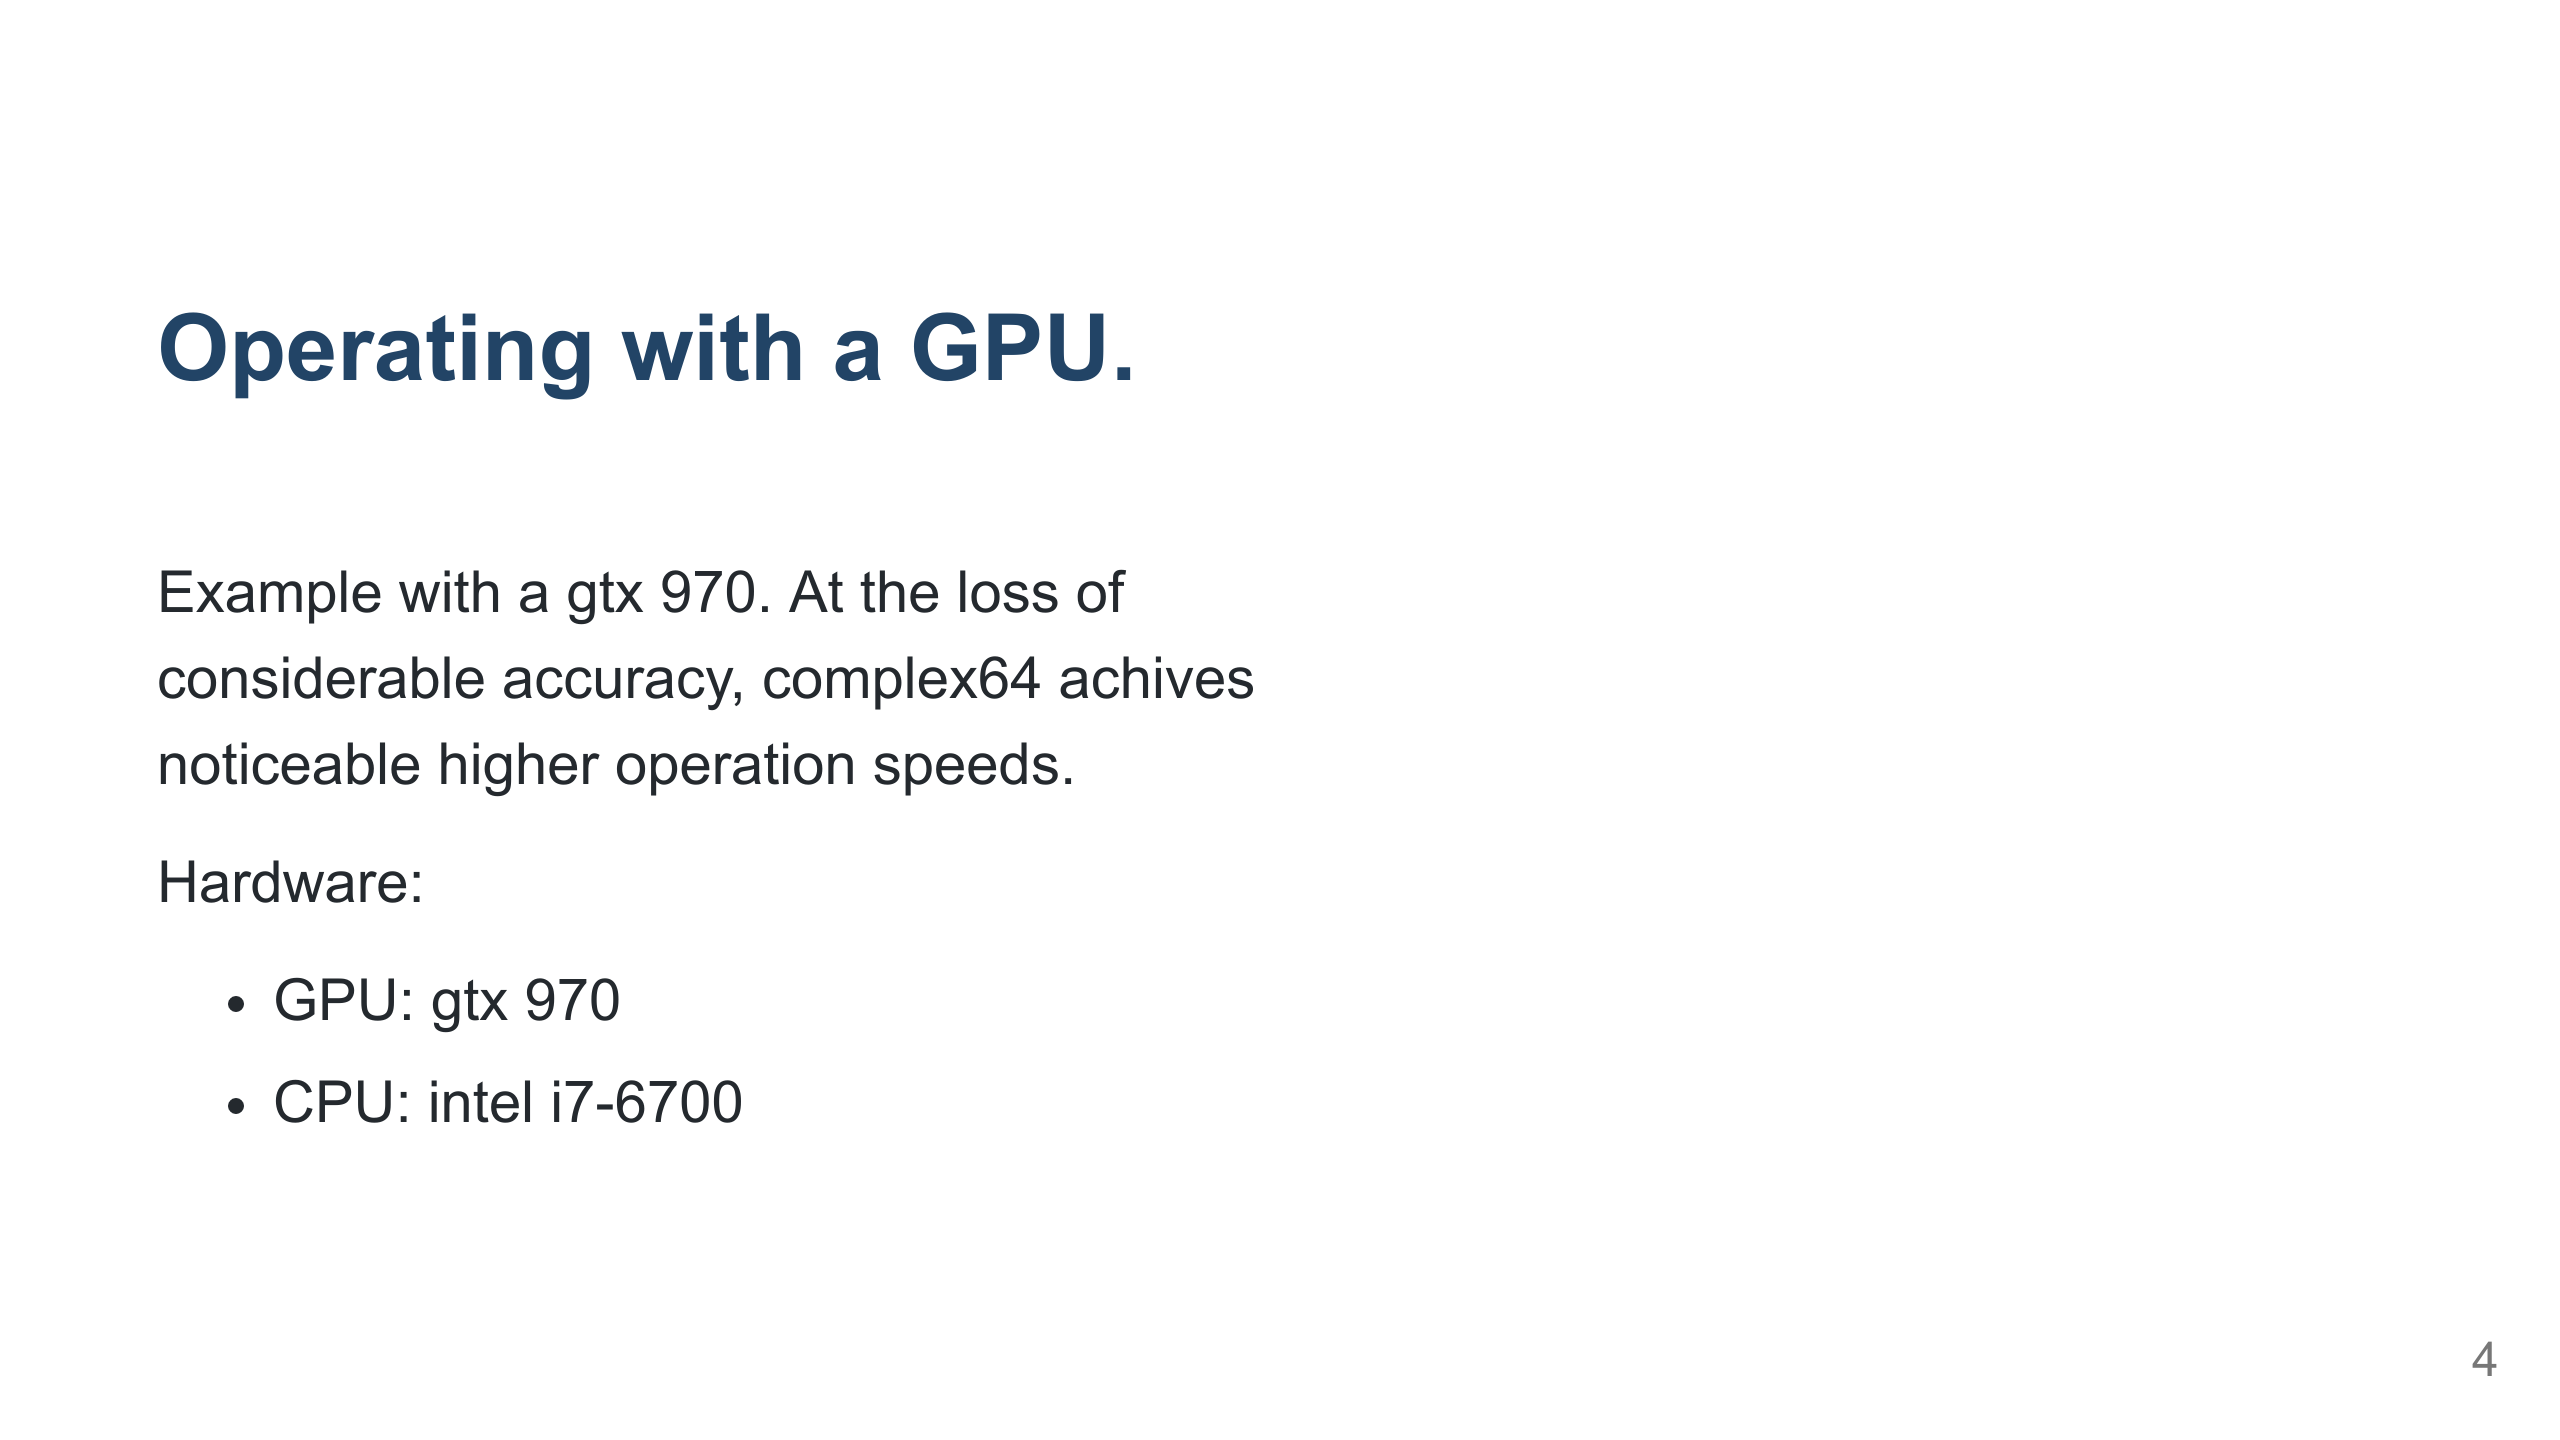 Operating with a GPU.
Example with a gtx 970. At the loss of
considerable accuracy, complex64 achives
noticeable higher operation speeds.
Hardware:
• GPU: gtx 970
• CPU: intel i7-6700
4